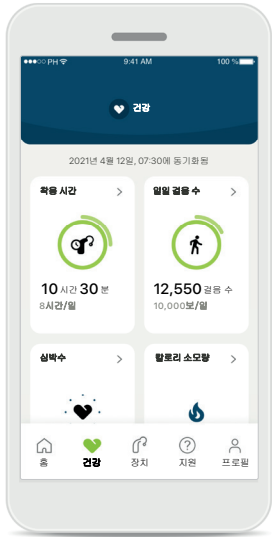 PH 9:41 AM 100 %
건강
2021년 4월 12일, 07:30에 동기화됨
착용 시간 일일 걸음 수
10 시간 30 분 12,550 걸음 수
8시간/일 10,000보/일
심박수 칼로리 소모량
홈 건강 장치 지원 프로필